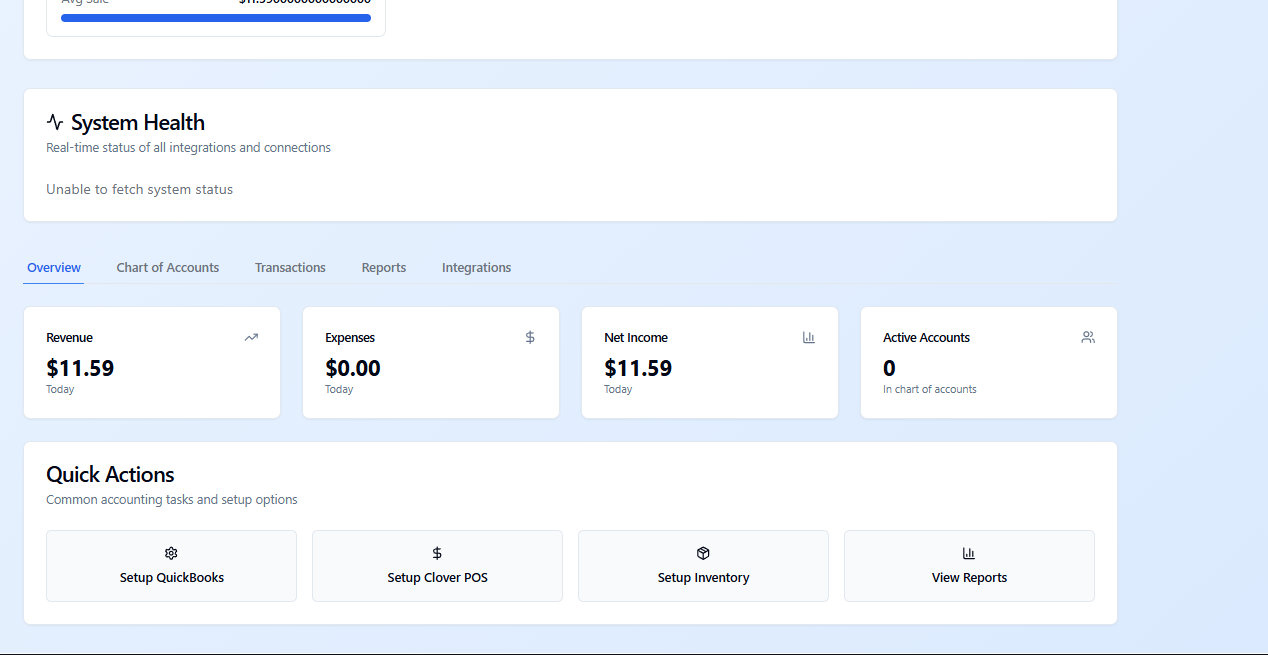 Avg Sale
System Health
Real-time status of all integrations and connections
Unable to fetch system status
Overview Chart of Accounts Transactions Reports Integrations
Revenue Expenses Net Income Active Accounts
$11.59 $0.00 $11.59 0
Today Today Today In chart of accounts
Quick Actions
Common accounting tasks and setup options
Setup QuickBooks Setup Clover POS Setup Inventory View Reports